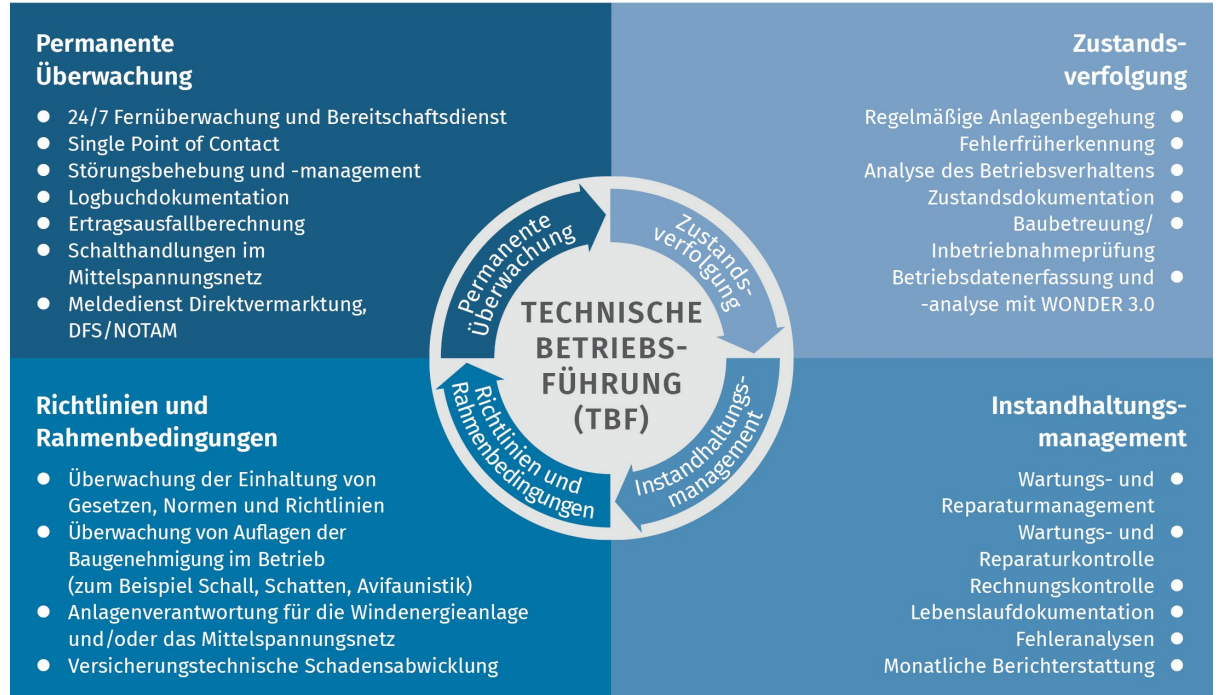 Permanente
Überwachung
● 24/7 Fernüberwachung und Bereitschaftsdienst
● Single Point of Contact
● Störungsbehebung und -management
● Logbuchdokumentation
● Ertragsausfallberechnung
● Schalthandlungen im
Mittelspannungsnetz
● Meldedienst Direktvermarktung,
DFS/NOTAM
Zustands-
verfolgung
Regelmäßige Anlagenbegehung ●
Fehlerfrüherkennung ●
Analyse des Betriebsverhaltens ●
Zustandsdokumentation ●
Baubetreuung/ ●
Inbetriebnahmeprüfung
Betriebsdatenerfassung und ●
-analyse mit WONDER 3.0
Permanente
Überwachung
Zustands-
verfolgung
TECHNISCHE
BETRIEBS-
FÜHRUNG
(TBF)
Richtlinien und
Rahmenbedingungen
Instandhaltungs-
management
Richtlinien und
Rahmenbedingungen
● Überwachung der Einhaltung von
Gesetzen, Normen und Richtlinien
● Überwachung von Auflagen der
Baugenehmigung im Betrieb
(zum Beispiel Schall, Schatten, Avifaunistik)
● Anlagenverantwortung für die Windenergieanlage
und/oder das Mittelspannungsnetz
● Versicherungstechnische Schadensabwicklung
Instandhaltungs-
management
Wartungs- und ●
Reparaturmanagement
Wartungs- und ●
Reparaturkontrolle
Rechnungskontrolle ●
Lebenslaufdokumentation ●
Fehleranalysen ●
Monatliche Berichterstattung ●